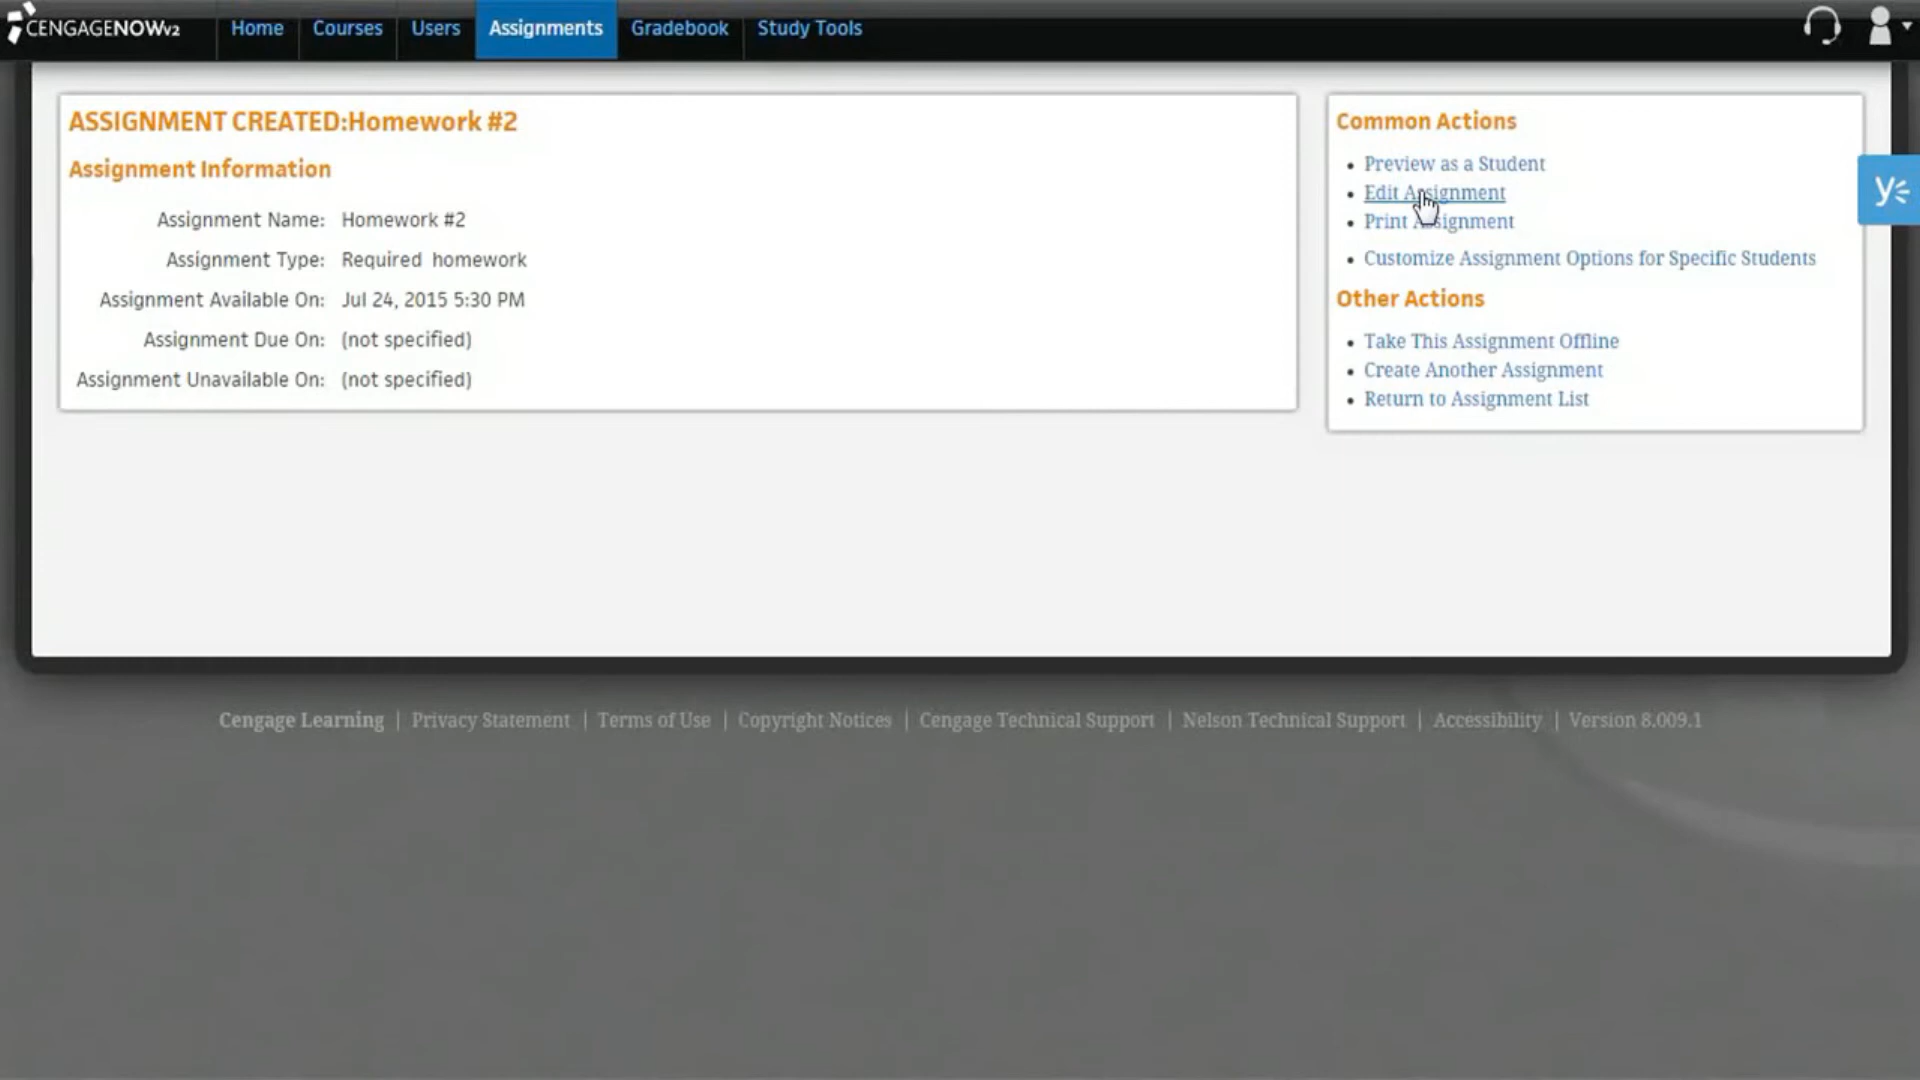 CENGAGENOWv2 Home Courses Users Assignments Gradebook Study Tools
ASSIGNMENT CREATED:Homework #2
Assignment Information
Assignment Name: Homework #2
Assignment Type: Required homework
Assignment Available On: Jul 24, 2015 5:30 PM
Assignment Due On: (not specified)
Assignment Unavailable On: (not specified)
Common Actions
Preview as a Student
Edit Assignment
Print Assignment
Customize Assignment Options for Specific Students
Other Actions
Take This Assignment Offline
Create Another Assignment
Return to Assignment List
Cengage Learning | Privacy Statement | Terms of Use | Copyright Notices | Cengage Technical Support | Nelson Technical Support | Accessibility | Version 8.009.1